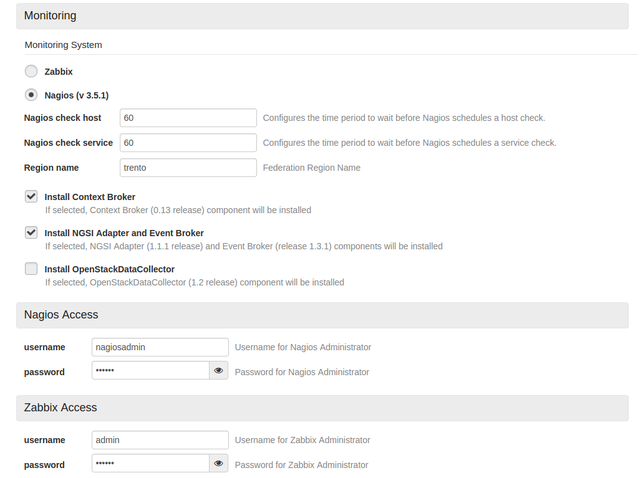 Monitoring
Monitoring System
Zabbix
Nagios (v 3.5.1)
Nagios check host 60 Configures the time period to wait before Nagios schedules a host check.
Nagios check service 60 Configures the time period to wait before Nagios schedules a service check.
Region name trento Federation Region Name
Install Context Broker
If selected, Context Broker (0.13 release) component will be installed
Install NGSI Adapter and Event Broker
If selected, NGSI Adapter (1.1.1 release) and Event Broker (release 1.3.1) components will be installed
Install OpenStackDataCollector
If selected, OpenStackDataCollector (1.2 release) component will be installed
Nagios Access
username nagiosadmin Username for Nagios Administrator
password •••••• Password for Nagios Administrator
Zabbix Access
username admin Username for Zabbix Administrator
password •••••• Password for Zabbix Administrator